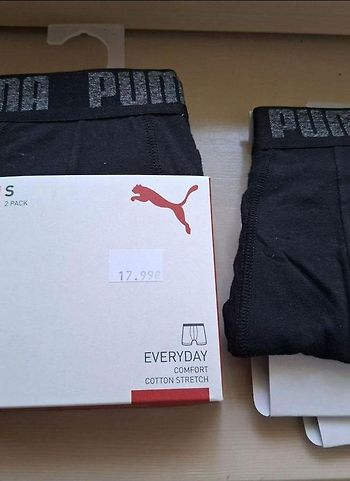 PUMA
PUMA
S
2 PACK
17.99€
EVERYDAY
COMFORT
COTTON STRETCH